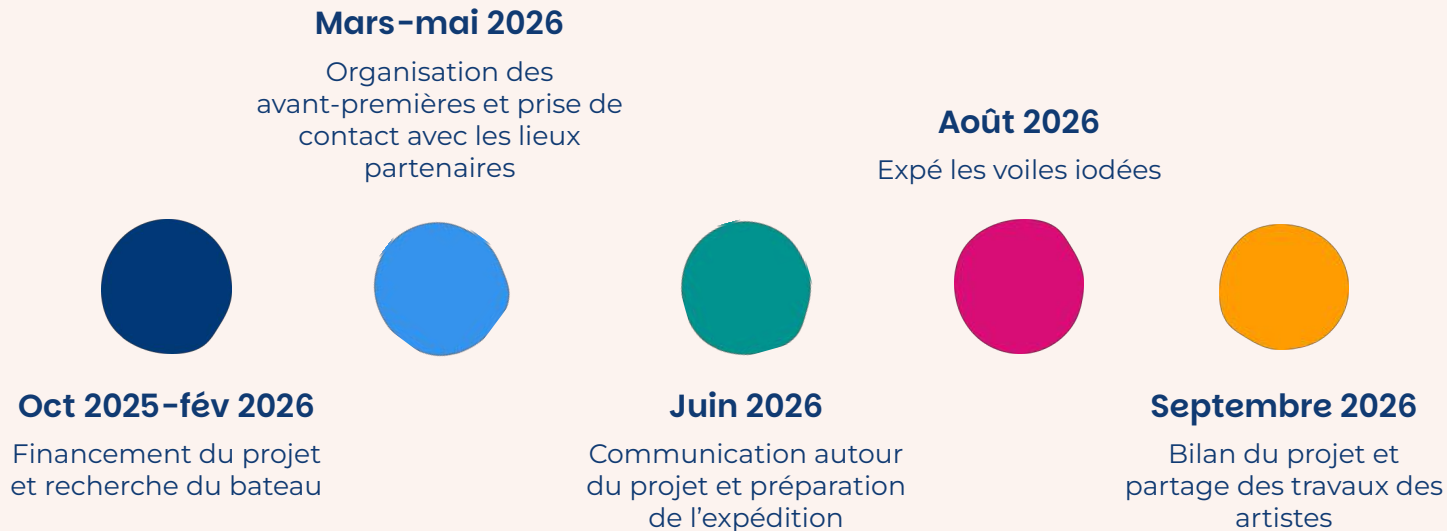 Mars-mai 2026
Organisation des
avant-premières et prise de
contact avec les lieux
partenaires
Août 2026
Expé les voiles iodées
Oct 2025-fév 2026
Financement du projet
et recherche du bateau
Juin 2026
Communication autour
du projet et préparation
de l’expédition
Septembre 2026
Bilan du projet et
partage des travaux des
artistes